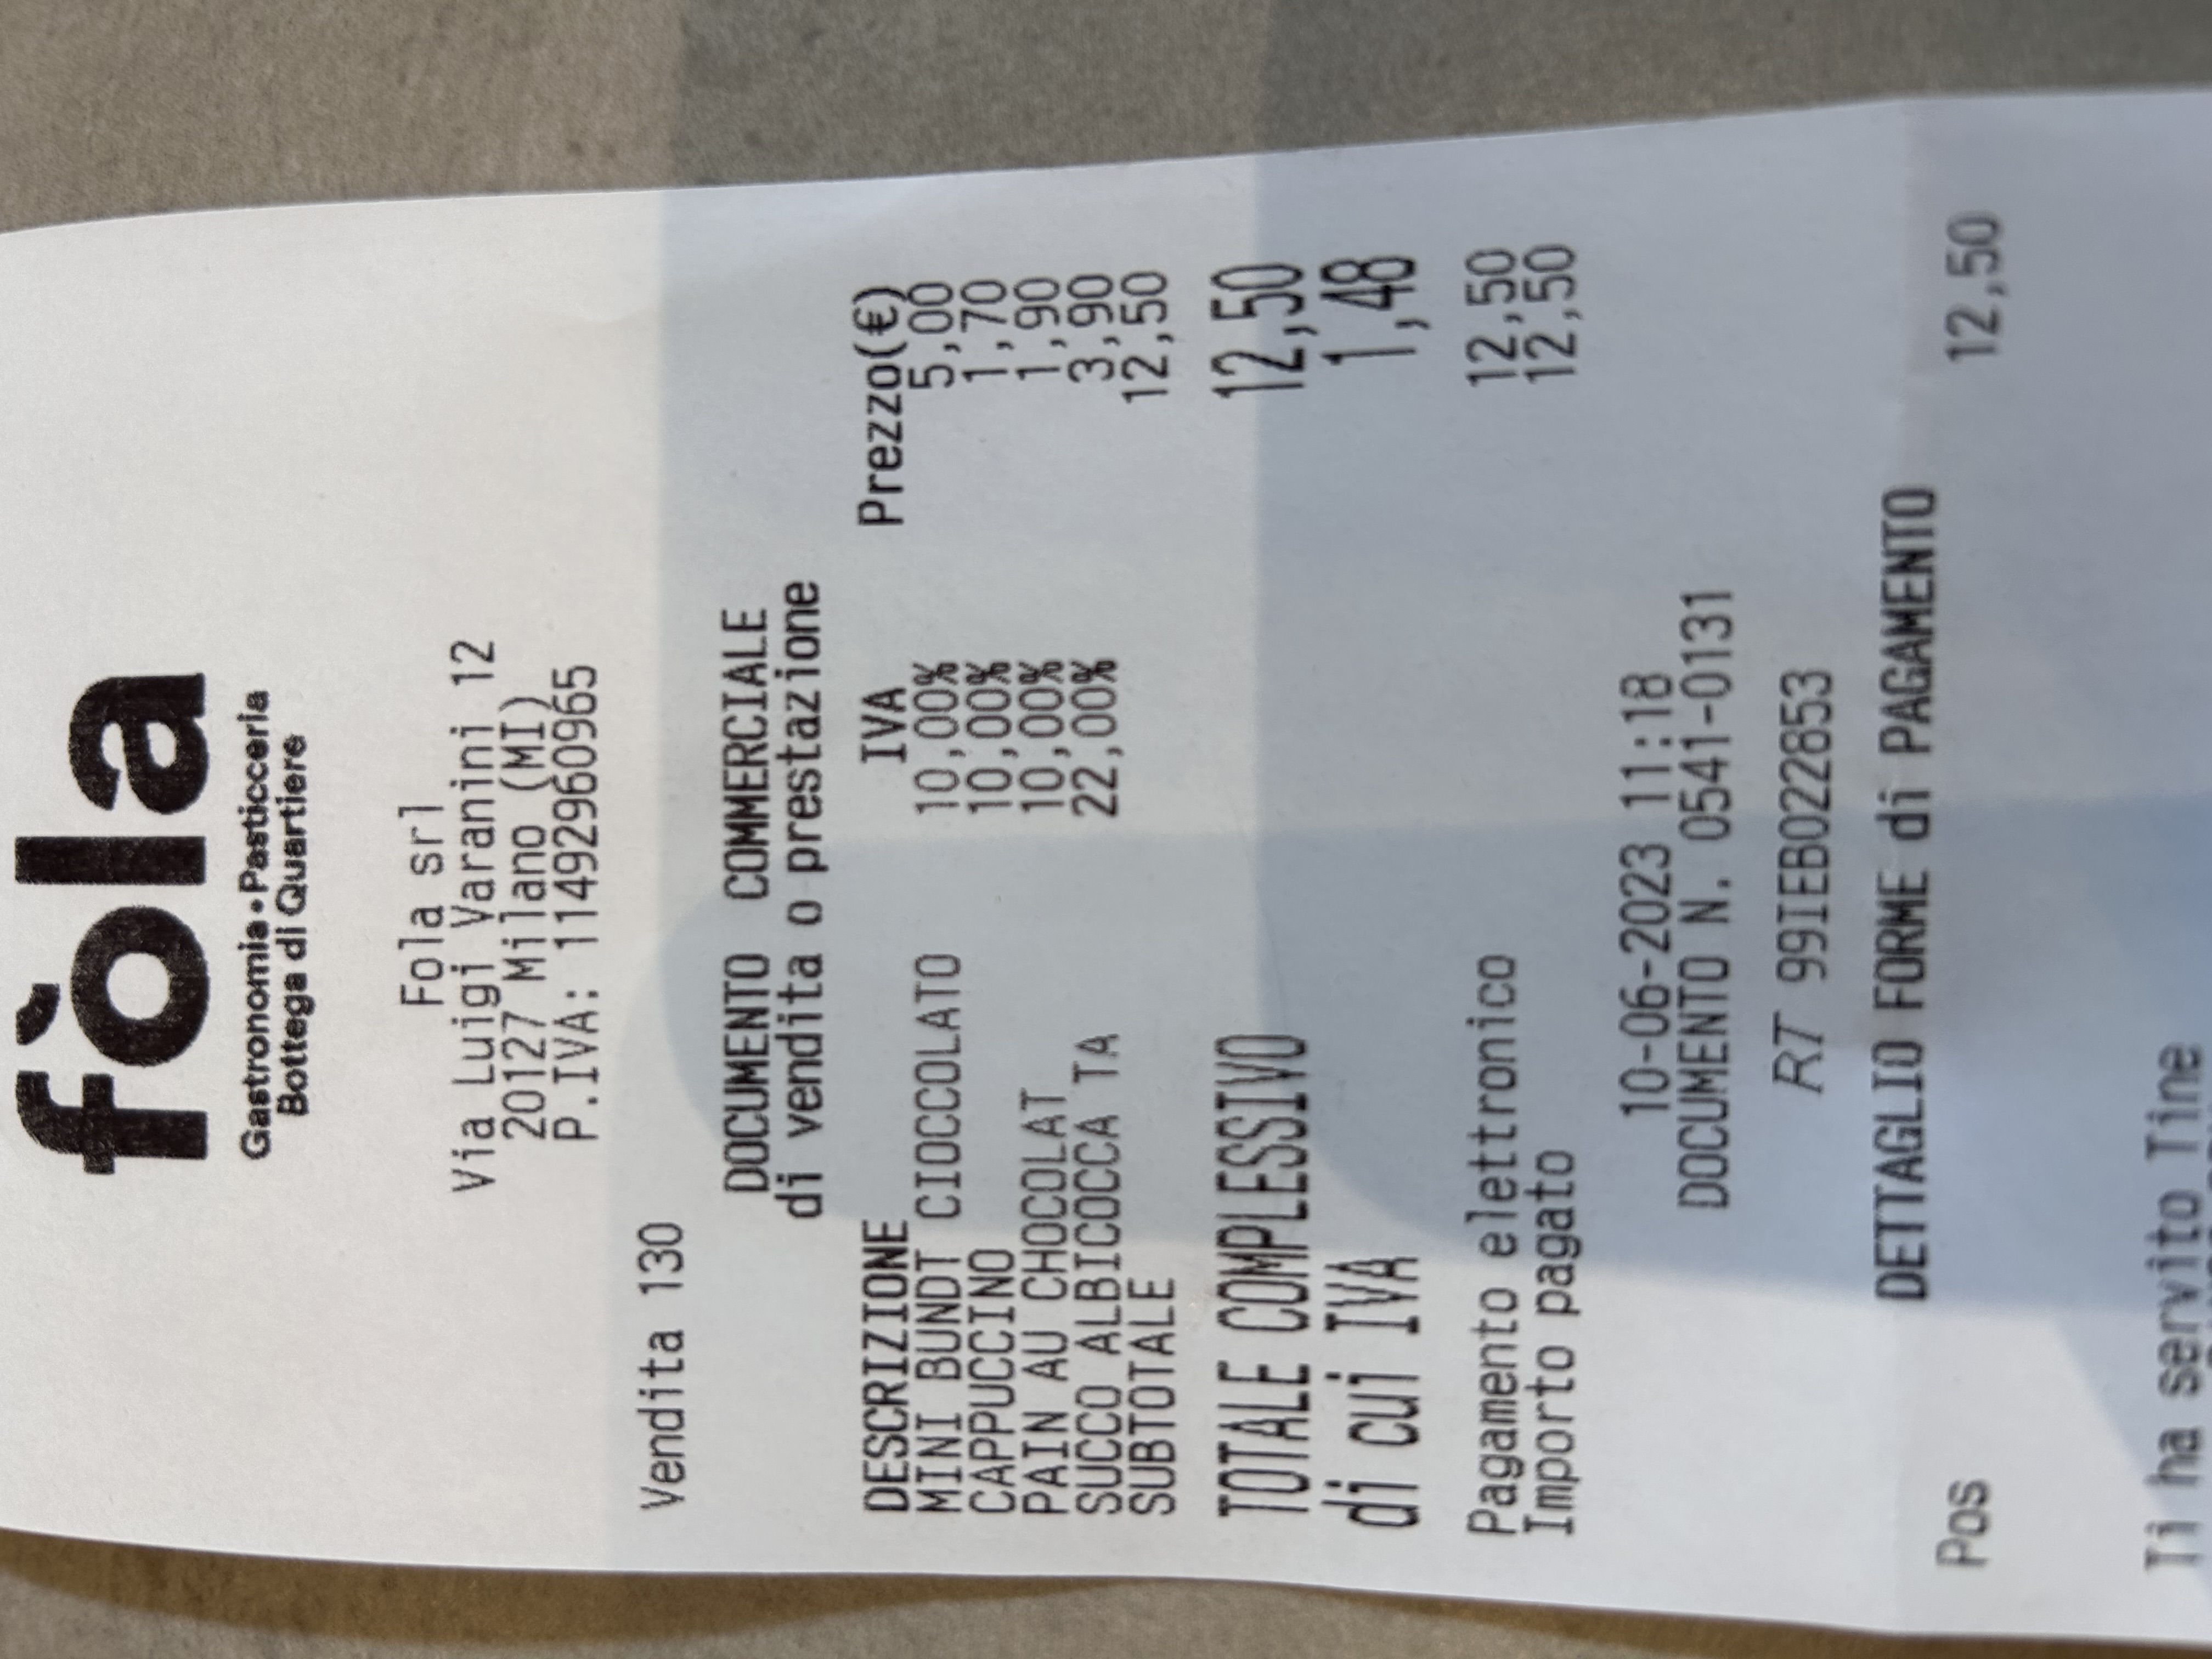 fòla
Gastronomia•Pasticceria
Bottega di Quartiere
Fola srl
Via Luigi Varanini 12
20127 Milano (MI)
P.IVA: 11492960965
Vendita 130
DOCUMENTO COMMERCIALE
di vendita o prestazione
DESCRIZIONE IVA Prezzo(€)
MINI BUNDT CIOCCOLATO 10,00% 5,00
CAPPUCCINO 10,00% 1,70
PAIN AU CHOCOLAT 10,00% 1,90
SUCCO ALBICOCCA TA 22,00% 3,90
SUBTOTALE 12,50
TOTALE COMPLESSIVO 12,50
di cui IVA 1,48
Pagamento elettronico 12,50
Importo pagato 12,50
10-06-2023 11:18
DOCUMENTO N. 0541-0131
RT 99IEB022853
DETTAGLIO FORME di PAGAMENTO
Pos 12,50
Ti ha servito Tine